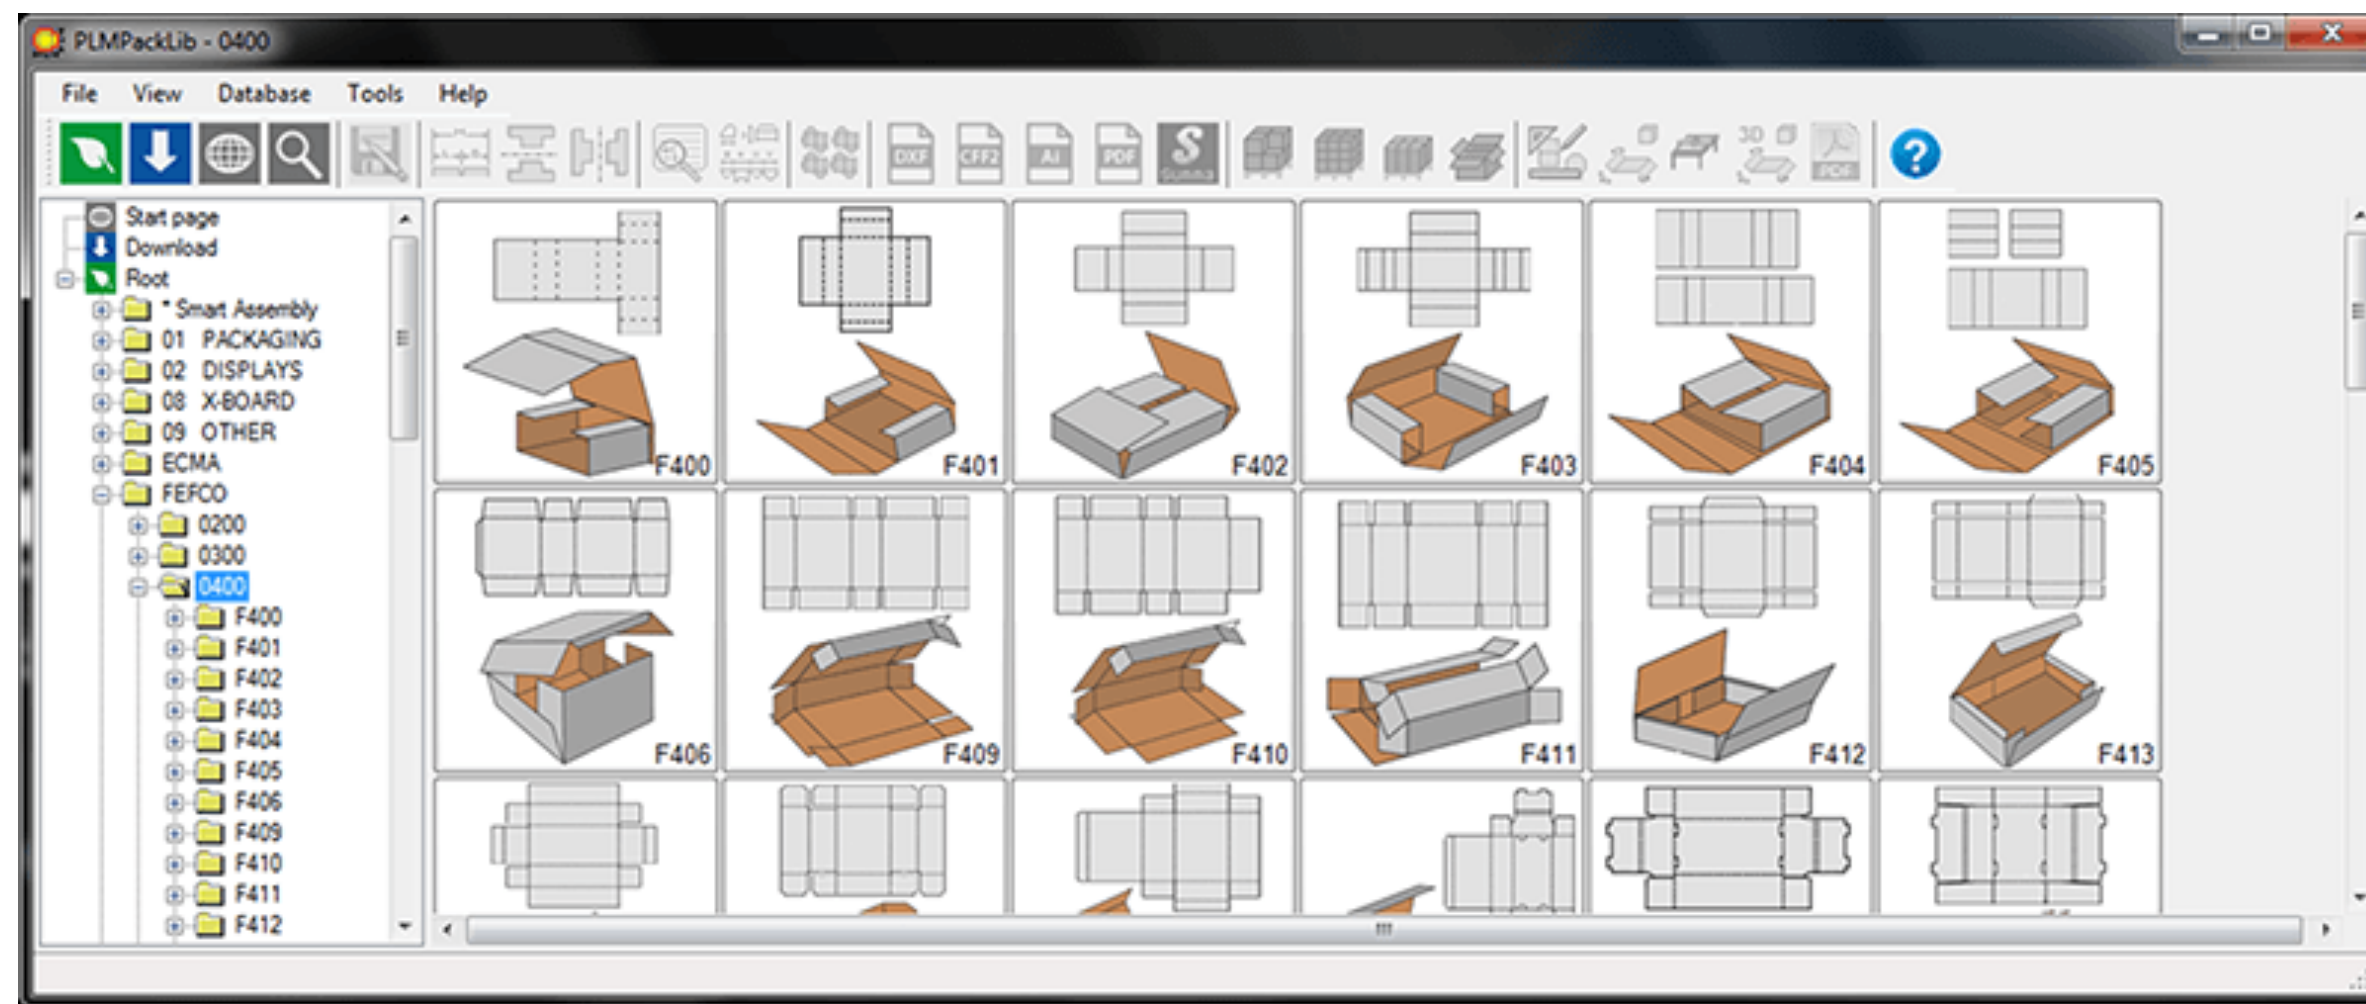 PLMPackLib - 0400
File View Database Tools Help
DXF CFF2 AI PDF S SUMMA 3D PDF ?
Start page
Download
Root
* Smart Assembly
01 PACKAGING
02 DISPLAYS
08 X-BOARD
09 OTHER
ECMA
FEFCO
0200
0300
0400
F400
F401
F402
F403
F404
F405
F406
F409
F410
F411
F412
F400 F401 F402 F403 F404 F405
F406 F409 F410 F411 F412 F413